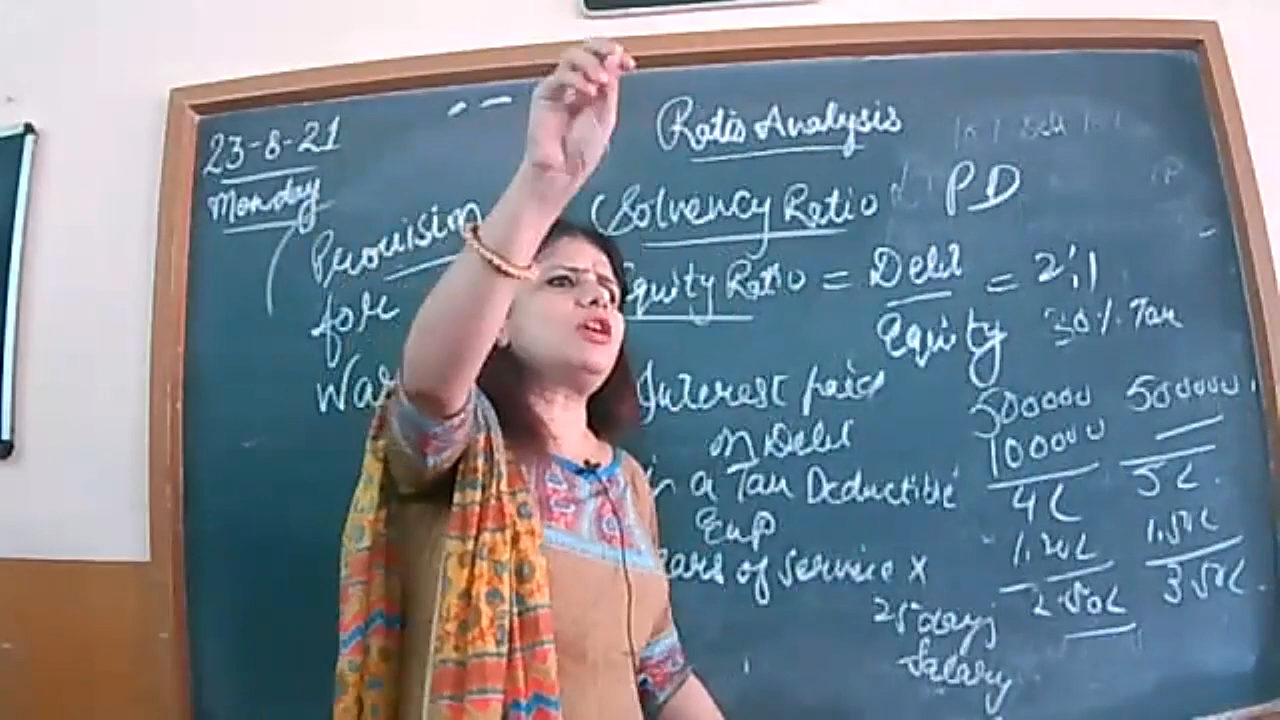 23-8-21
Monday
Ratio Analysis
Provision
for
Solvency Ratio
PD
Equity Ratio = Debt = 2:1
Equity
30% Tax
Interest paid
on Debt
a Tax Deductible
Exp
500000 500000
100000
4L 5L
1.20L 1.50L
2.80L 3.50L
years of service x
25 days
Salary